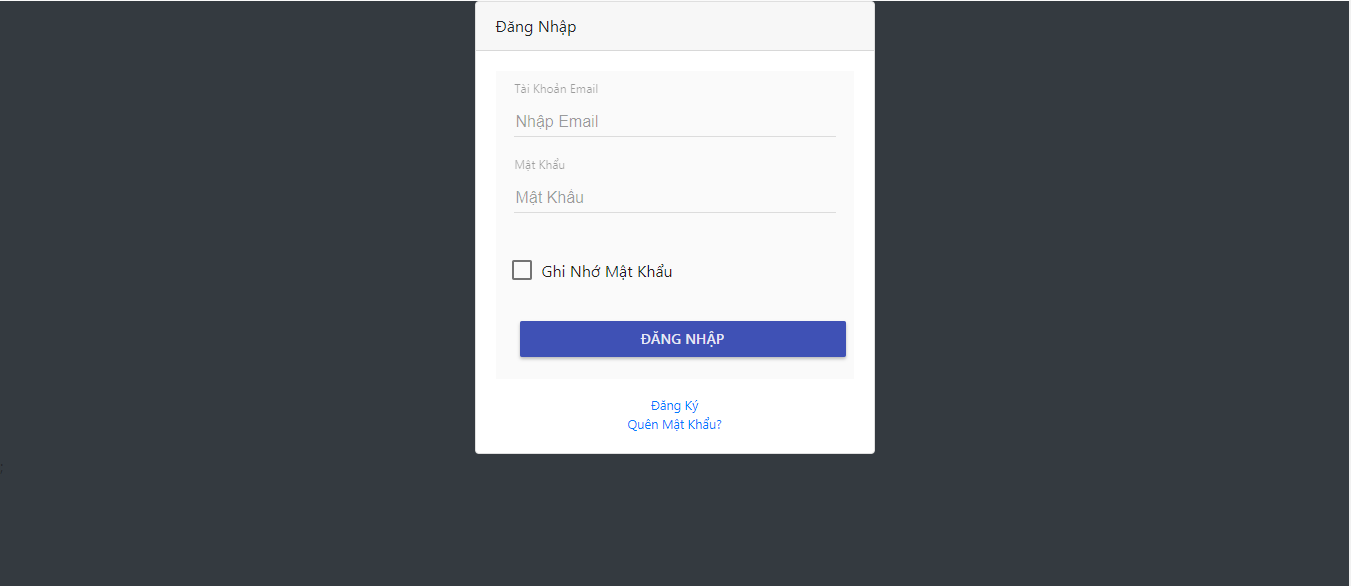 Đăng Nhập
Tài Khoản Email
Nhập Email
Mật Khẩu
Mật Khâu
Ghi Nhớ Mật Khẩu
ĐĂNG NHẬP
Đăng Ký
Quên Mật Khẩu?
;